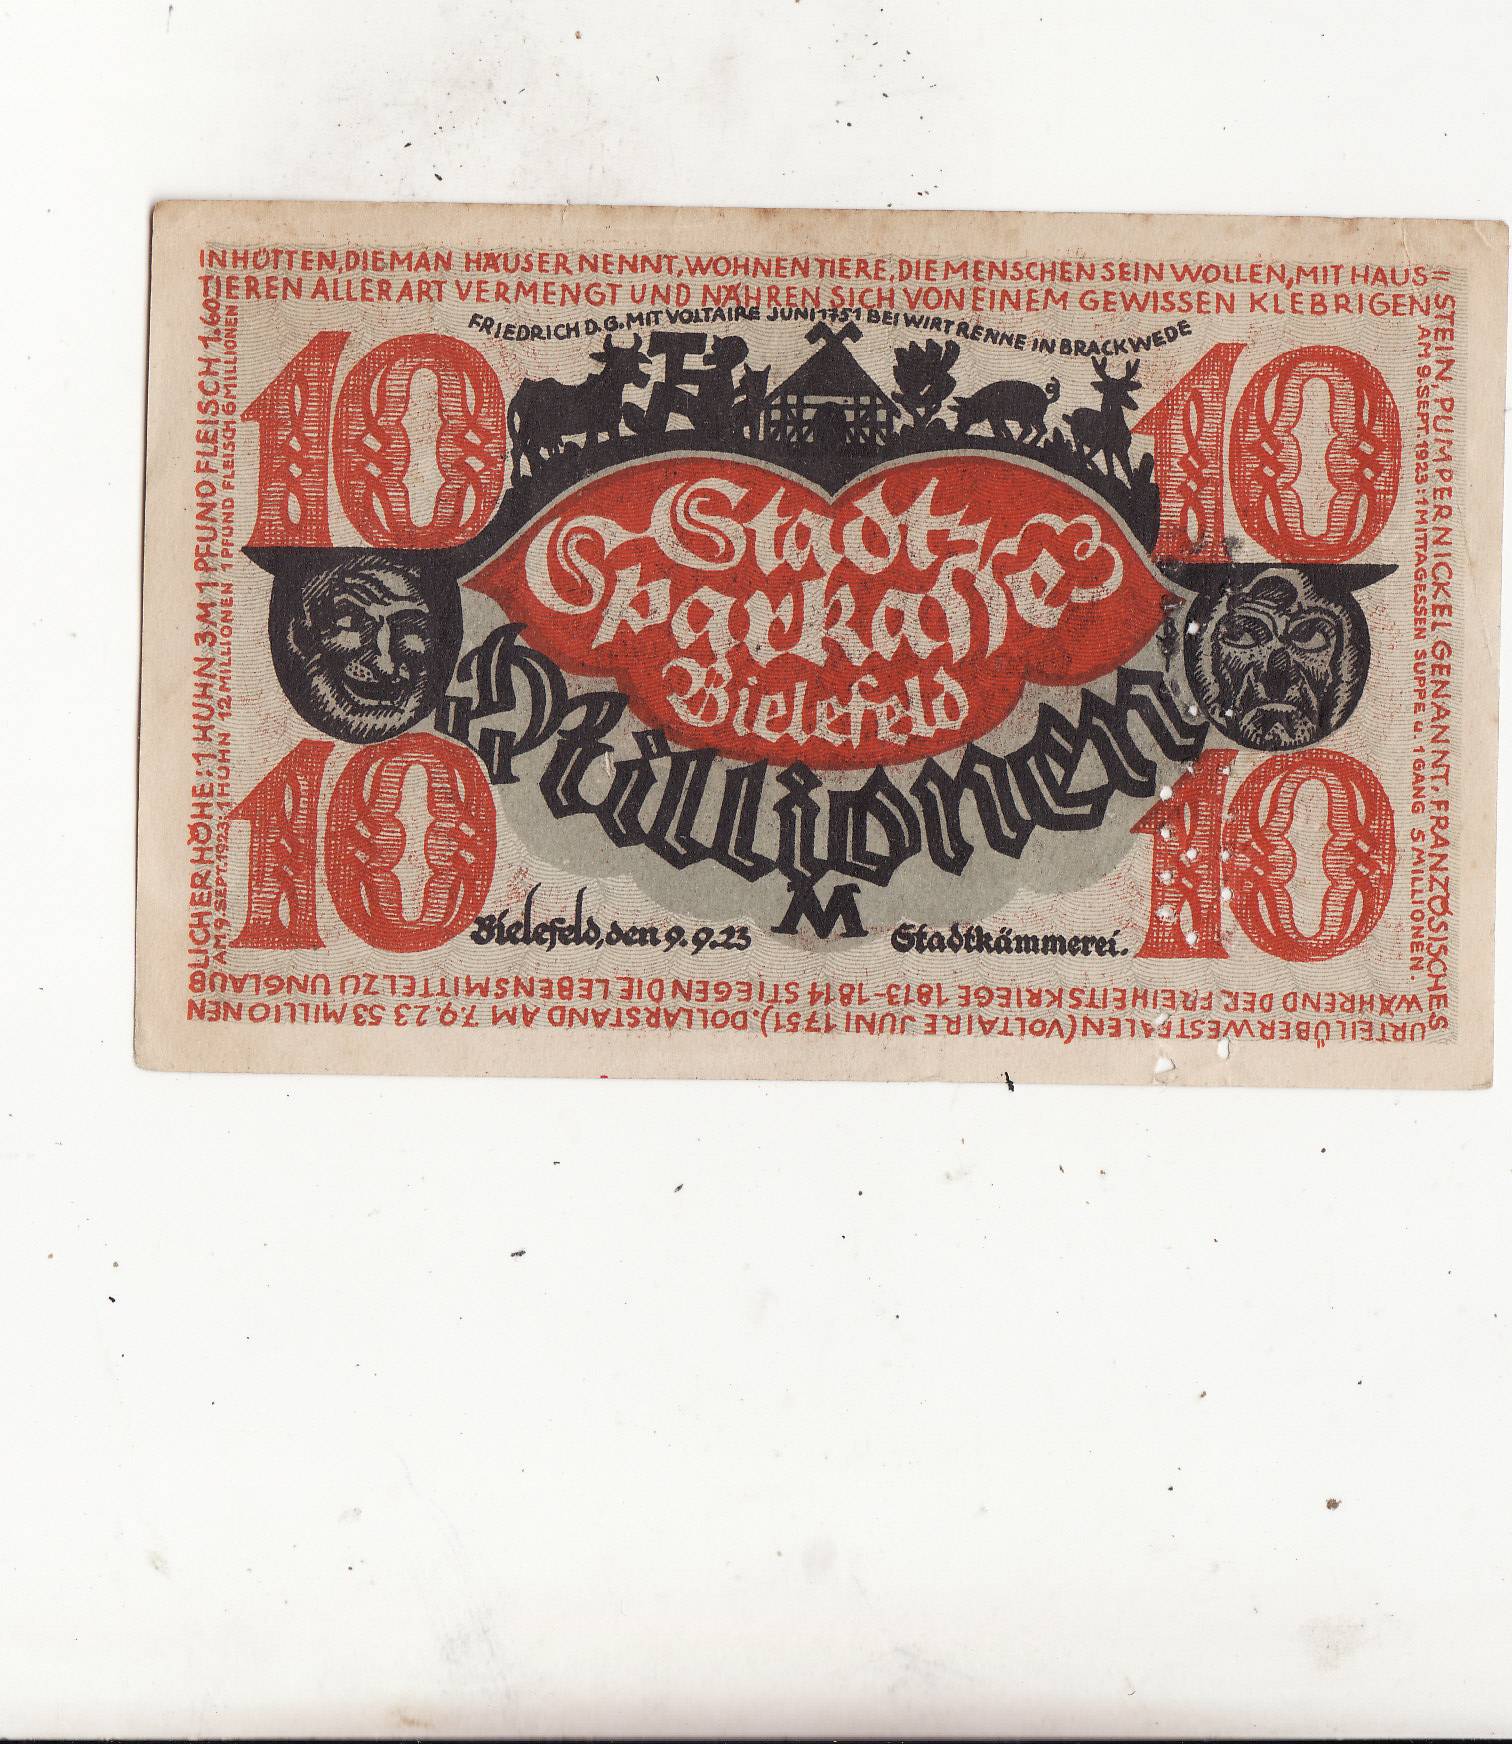 INHÜTTEN, DIE MAN HÄUSER NENNT, WOHNEN TIERE, DIE MENSCHEN SEIN WOLLEN, MIT HAUS=
TIEREN ALLER ART VERMENGT UND NÄHREN SICH VON EINEM GEWISSEN KLEBRIGEN
STEIN, PUMPERNICKEL GENANNT. FRANZÖSISCHES
URTEIL ÜBER WESTFALEN (VOLTAIRE JUNI 1751). DOLLARSTAND AM 7.9.23 53 MILLIONEN
WÄHREND DER FREIHEITSKRIEGE 1813-1814 STIEGEN DIE LEBENSMITTEL ZU UNGLAUB
BLICHER HÖHE: 1 HUHN 3 M 1 PFUND FLEISCH 1.60
AM 9. SEPT. 1923: 1 HUHN 12 MILLIONEN 1 PFUND FLEISCH 6 MILLIONEN
AM 9. SEPT. 1923: 1 MITTAGESSEN SUPPE U. 1 GANG 5 MILLIONEN.
FRIEDRICH D. G. MIT VOLTAIRE JUNI 1751 BEI WIRT RENNE IN BRACKWEDE
10
10
Stadt=
Sparkasse
Bielefeld
Millionen
M
10
10
Bielefeld, den 9.9.23
Stadtkämmerei.